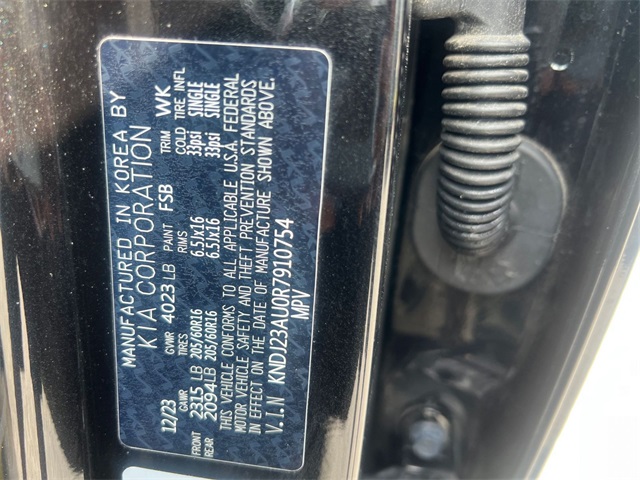 MANUFACTURED IN KOREA BY
KIA CORPORATION
12/23 GVWR 4023 LB PAINT FSB TRIM WK
GAWR TIRES RIMS COLD TIRE INFL
FRONT 2315 LB 205/60R16 6.5Jx16 33psi SINGLE
REAR 2094LB 205/60R16 6.5Jx16 33psi SINGLE
THIS VEHICLE CONFORMS TO ALL APPLICABLE U.S.A. FEDERAL
MOTOR VEHICLE SAFETY AND THEFT PREVENTION STANDARDS
IN EFFECT ON THE DATE OF MANUFACTURE SHOWN ABOVE.
V.I.N KNDJ23AU0R7910754
MPV